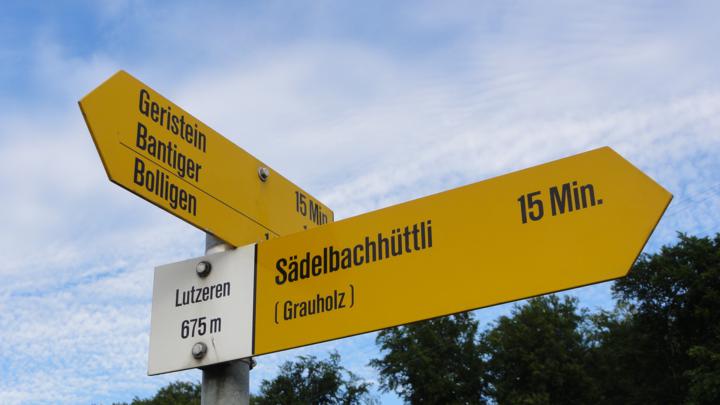 Geristein 15 Min.
Bantiger
Bolligen
Sädelbachhüttli 15 Min.
(Grauholz)
Lutzeren
675 m